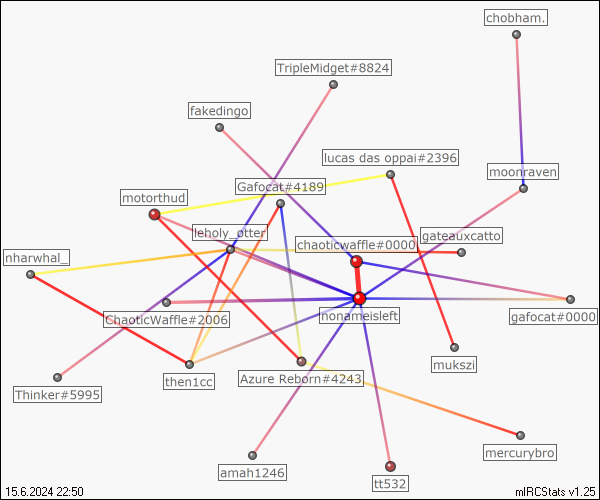 chobham.
TripleMidget#8824
fakedingo
lucas das oppai#2396
moonraven
Gafocat#4189
motorthud
leholy_otter
gateauxcatto
chaoticwaffle#0000
nharwhal_
ChaoticWaffle#2006
nonameisleft
gafocat#0000
mukszi
then1cc
Azure Reborn#4243
Thinker#5995
mercurybro
amah1246
tt532
15.6.2024 22:50
mIRCStats v1.25